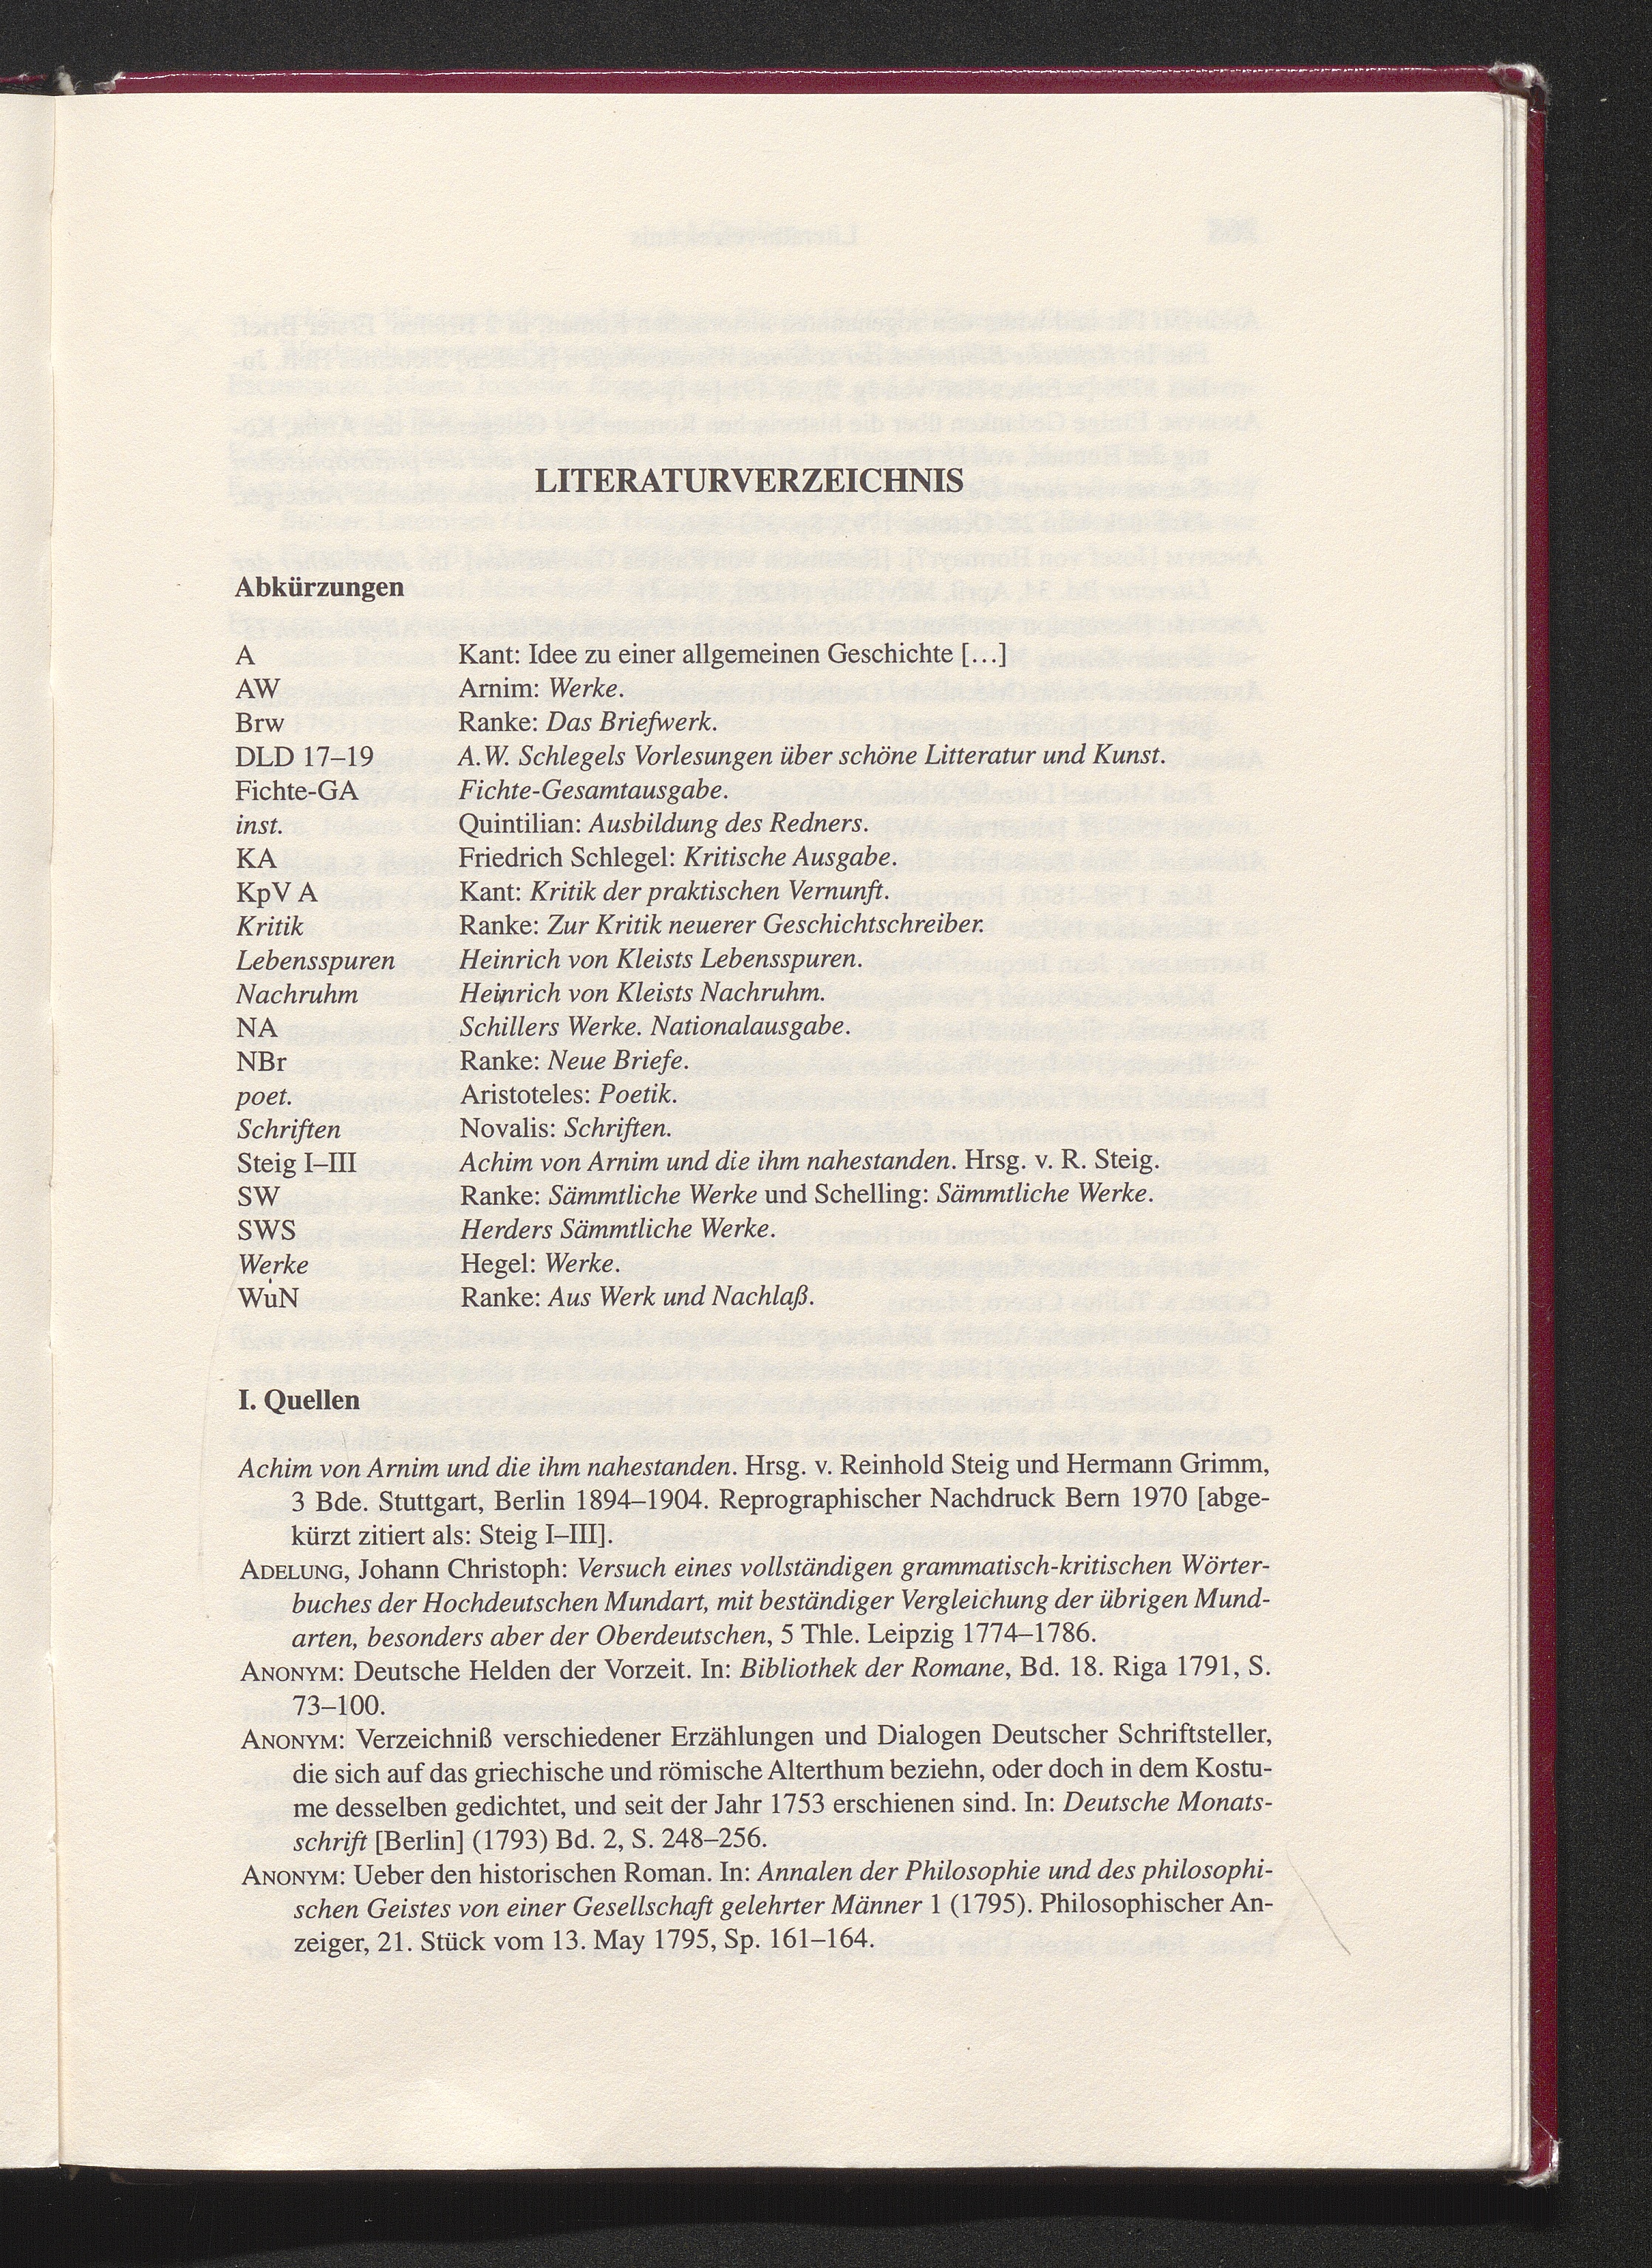 LITERATURVERZEICHNIS
Abkürzungen
A Kant: Idee zu einer allgemeinen Geschichte […]
AW Arnim: Werke.
Brw Ranke: Das Briefwerk.
DLD 17–19 A.W. Schlegels Vorlesungen über schöne Litteratur und Kunst.
Fichte-GA Fichte-Gesamtausgabe.
inst. Quintilian: Ausbildung des Redners.
KA Friedrich Schlegel: Kritische Ausgabe.
KpV A Kant: Kritik der praktischen Vernunft.
Kritik Ranke: Zur Kritik neuerer Geschichtschreiber.
Lebensspuren Heinrich von Kleists Lebensspuren.
Nachruhm Heinrich von Kleists Nachruhm.
NA Schillers Werke. Nationalausgabe.
NBr Ranke: Neue Briefe.
poet. Aristoteles: Poetik.
Schriften Novalis: Schriften.
Steig I–III Achim von Arnim und die ihm nahestanden. Hrsg. v. R. Steig.
SW Ranke: Sämmtliche Werke und Schelling: Sämmtliche Werke.
SWS Herders Sämmtliche Werke.
Werke Hegel: Werke.
WuN Ranke: Aus Werk und Nachlaß.
I. Quellen
Achim von Arnim und die ihm nahestanden. Hrsg. v. Reinhold Steig und Hermann Grimm,
3 Bde. Stuttgart, Berlin 1894–1904. Reprographischer Nachdruck Bern 1970 [abge-
kürzt zitiert als: Steig I–III].
ADELUNG, Johann Christoph: Versuch eines vollständigen grammatisch-kritischen Wörter-
buches der Hochdeutschen Mundart, mit beständiger Vergleichung der übrigen Mund-
arten, besonders aber der Oberdeutschen, 5 Thle. Leipzig 1774–1786.
ANONYM: Deutsche Helden der Vorzeit. In: Bibliothek der Romane, Bd. 18. Riga 1791, S.
73–100.
ANONYM: Verzeichniß verschiedener Erzählungen und Dialogen Deutscher Schriftsteller,
die sich auf das griechische und römische Alterthum beziehn, oder doch in dem Kostu-
me desselben gedichtet, und seit der Jahr 1753 erschienen sind. In: Deutsche Monats-
schrift [Berlin] (1793) Bd. 2, S. 248–256.
ANONYM: Ueber den historischen Roman. In: Annalen der Philosophie und des philosophi-
schen Geistes von einer Gesellschaft gelehrter Männer 1 (1795). Philosophischer An-
zeiger, 21. Stück vom 13. May 1795, Sp. 161–164.